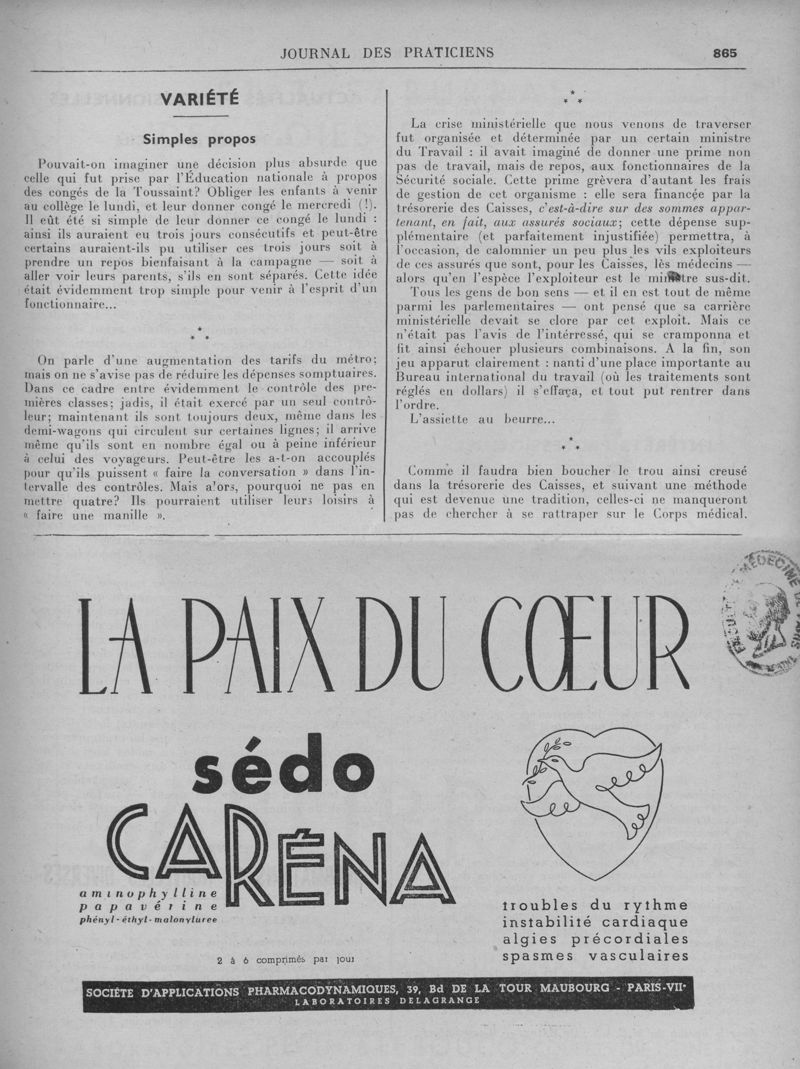 JOURNAL DES PRATICIENS
865
VARIÉTÉ
Simples propos
Pouvait-on imaginer une décision plus absurde que
celle qui fut prise par l'Éducation nationale à propos
des congés de la Toussaint? Obliger les enfants à venir
au collège le lundi, et leur donner congé le mercredi (!).
Il eût été si simple de leur donner ce congé le lundi :
ainsi ils auraient eu trois jours consécutifs et peut-être
certains auraient-ils pu utiliser ces trois jours soit à
prendre un repos bienfaisant à la campagne — soit à
aller voir leurs parents, s'ils en sont séparés. Cette idée
était évidemment trop simple pour venir à l'esprit d'un
fonctionnaire...
* * *
On parle d'une augmentation des tarifs du métro;
mais on ne s'avise pas de réduire les dépenses somptuaires.
Dans ce cadre entre évidemment le contrôle des pre-
mières classes; jadis, il était exercé par un seul contrô-
leur; maintenant ils sont toujours deux, même dans les
demi-wagons qui circulent sur certaines lignes; il arrive
même qu'ils sont en nombre égal ou à peine inférieur
à celui des voyageurs. Peut-être les a-t-on accouplés
pour qu'ils puissent « faire la conversation » dans l'in-
tervalle des contrôles. Mais a'ors, pourquoi ne pas en
mettre quatre? Ils pourraient utiliser leurs loisirs à
« faire une manille ».
* * *
La crise ministérielle que nous venons de traverser
fut organisée et déterminée par un certain ministre
du Travail : il avait imaginé de donner une prime non
pas de travail, mais de repos, aux fonctionnaires de la
Sécurité sociale. Cette prime grèvera d'autant les frais
de gestion de cet organisme : elle sera financée par la
trésorerie des Caisses, c'est-à-dire sur des sommes appar-
tenant, en fait, aux assurés sociaux; cette dépense sup-
plémentaire (et parfaitement injustifiée) permettra, à
l'occasion, de calomnier un peu plus les vils exploiteurs
de ces assurés que sont, pour les Caisses, lès médecins —
alors qu'en l'espèce l'exploiteur est le ministre sus-dit.
Tous les gens de bon sens — et il en est tout de même
parmi les parlementaires — ont pensé que sa carrière
ministérielle devait se clore par cet exploit. Mais ce
n'était pas l'avis de l'intérressé, qui se cramponna et
fit ainsi échouer plusieurs combinaisons. A la fin, son
jeu apparut clairement : nanti d'une place importante au
Bureau international du travail (où les traitements sont
réglés en dollars) il s'effaça, et tout put rentrer dans
l'ordre.
L'assiette au beurre...
* * *
Comme il faudra bien boucher le trou ainsi creusé
dans la trésorerie des Caisses, et suivant une méthode
qui est devenue une tradition, celles-ci ne manqueront
pas de chercher à se rattraper sur le Corps médical.
LA PAIX DU CŒUR
sédo
CARÉNA
aminophylline
papavérine
phényl-éthyl-malonylurée
2 à 6 comprimés par jour
troubles du rythme
instabilité cardiaque
algies précordiales
spasmes vasculaires
SOCIÉTÉ D'APPLICATIONS PHARMACODYNAMIQUES, 39, Bd DE LA TOUR MAUBOURG - PARIS-VIIe
LABORATOIRES DELAGRANGE